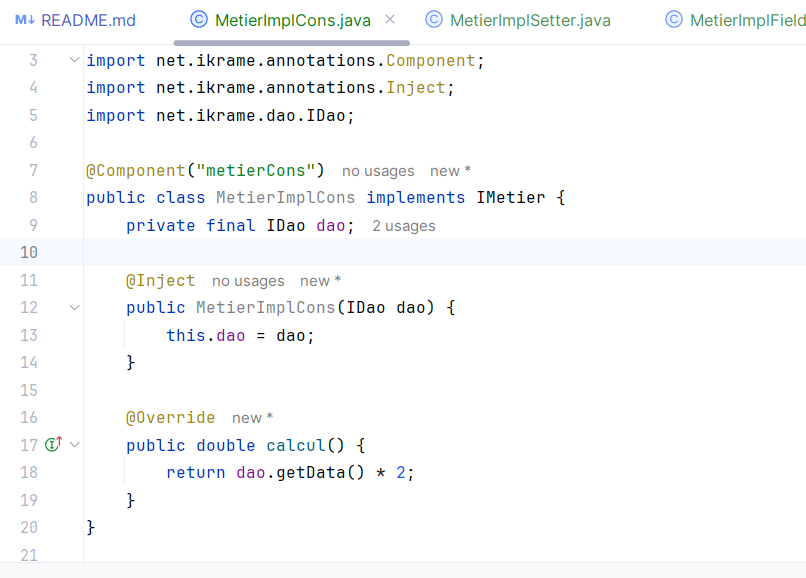 M↓ README.md
© MetierImplCons.java ×
© MetierImplSetter.java
© MetierImplField
3 import net.ikrame.annotations.Component;
4 import net.ikrame.annotations.Inject;
5 import net.ikrame.dao.IDao;
6
7 @Component("metierCons") no usages new *
8 public class MetierImplCons implements IMetier {
9 private final IDao dao; 2 usages
10
11 @Inject no usages new *
12 public MetierImplCons(IDao dao) {
13 this.dao = dao;
14 }
15
16 @Override new *
17 public double calcul() {
18 return dao.getData() * 2;
19 }
20 }
21